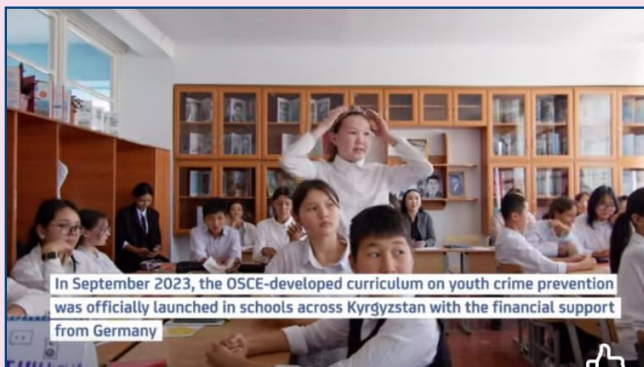 In September 2023, the OSCE-developed curriculum on youth crime prevention
was officially launched in schools across Kyrgyzstan with the financial support
from Germany